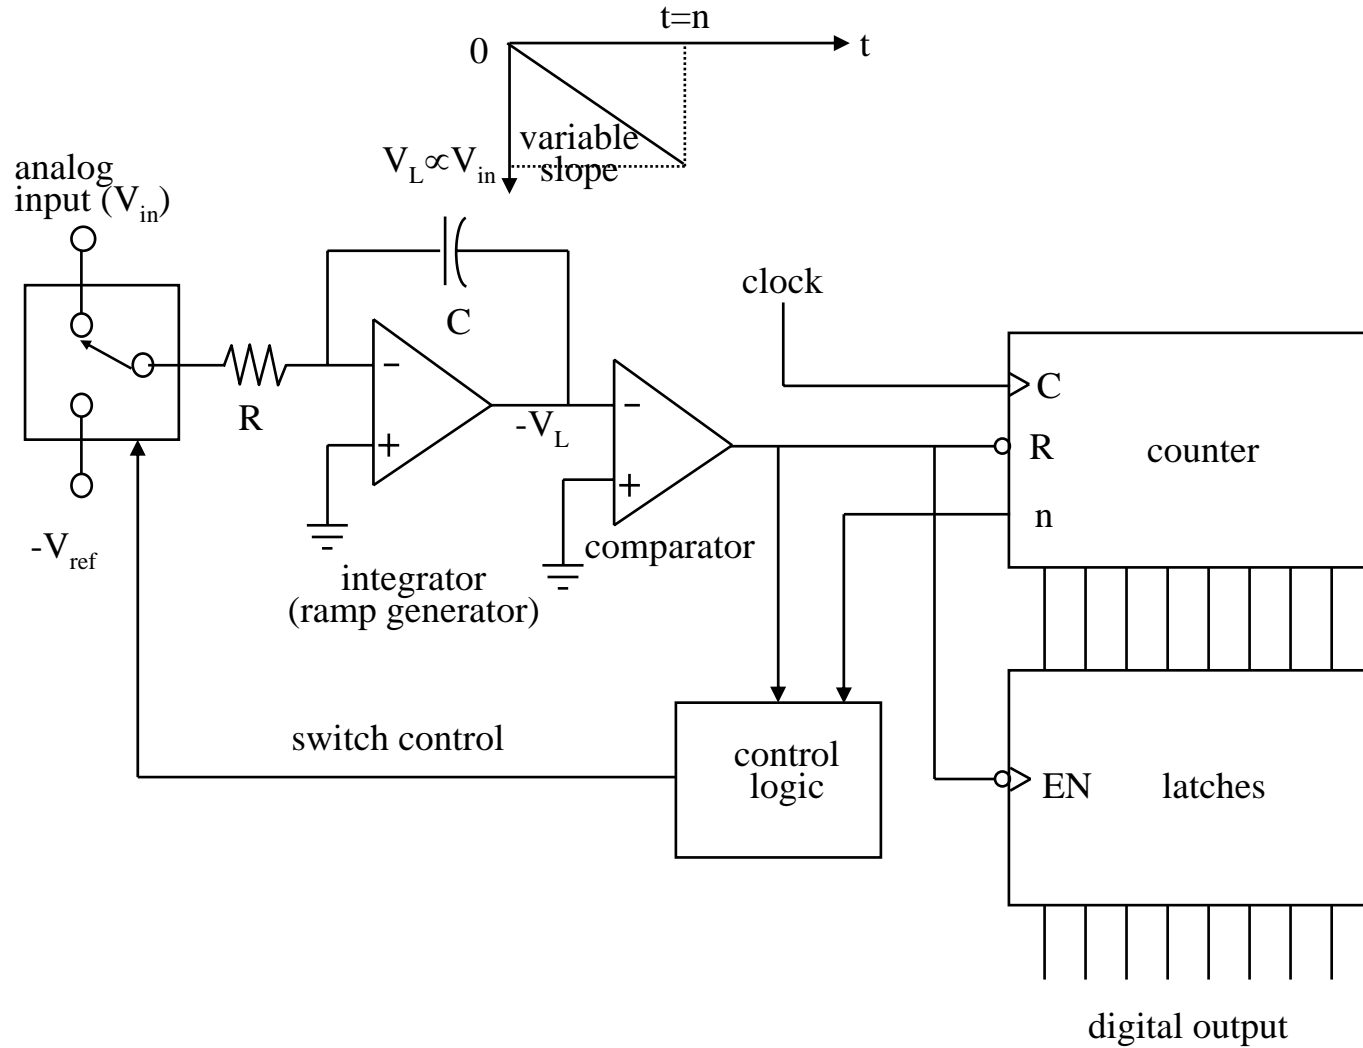 t=n
0
t
variable
slope
V_L∝V_in
analog
input (V_in)
C
clock
R
−
+
-V_L
−
+
C
R
n
counter
-V_ref
comparator
integrator
(ramp generator)
switch control
control
logic
EN
latches
digital output